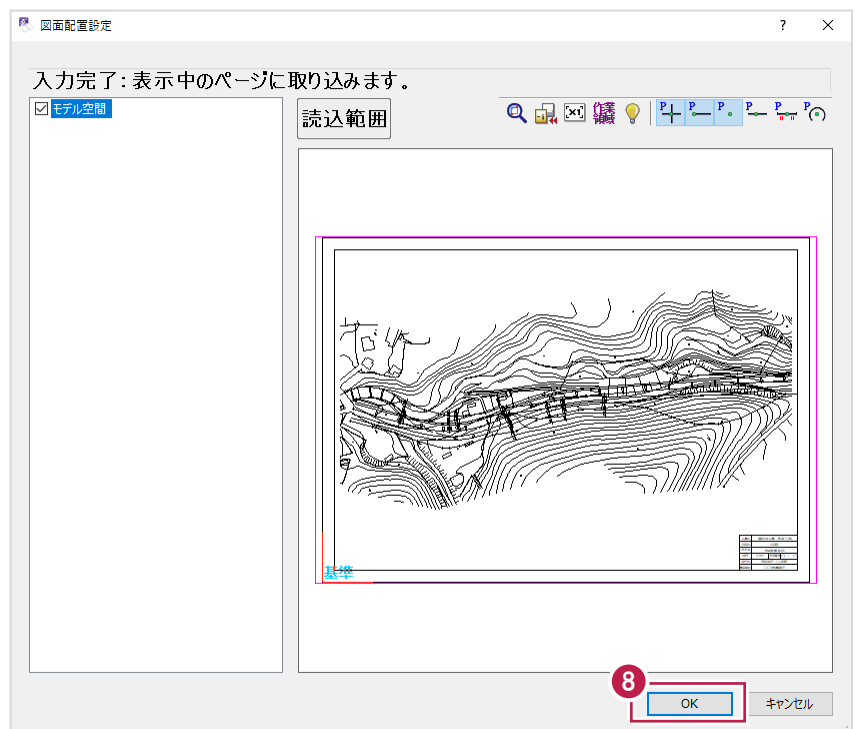 図面配置設定
?
入力完了：表示中のページに取り込みます。
モデル空間
読込範囲
×1
作業
領域
P P P P P P
基準
8
OK
キャンセル